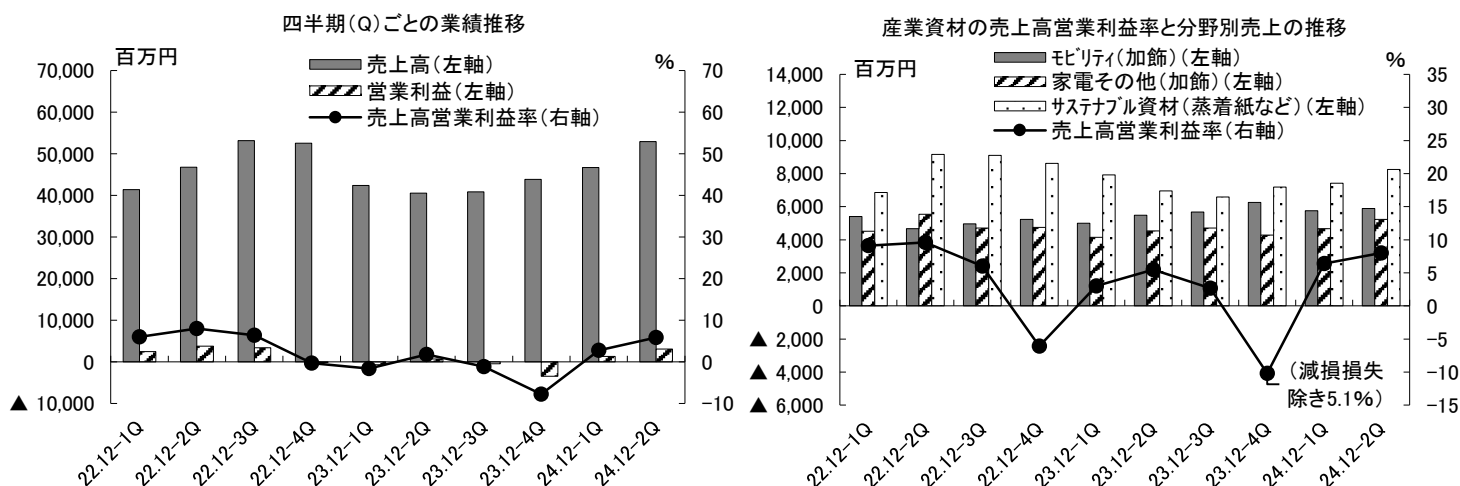 四半期(Q)ごとの業績推移
百万円
%
売上高(左軸)
営業利益(左軸)
売上高営業利益率(右軸)
70,000
60,000
50,000
40,000
30,000
20,000
10,000
0
▲ 10,000
70
60
50
40
30
20
10
0
-10
22.12-1Q
22.12-2Q
22.12-3Q
22.12-4Q
23.12-1Q
23.12-2Q
23.12-3Q
23.12-4Q
24.12-1Q
24.12-2Q
産業資材の売上高営業利益率と分野別売上の推移
百万円
%
ﾓﾋﾞﾘﾃｨ(加飾)(左軸)
家電その他(加飾)(左軸)
ｻｽﾃﾅﾌﾞﾙ資材(蒸着紙など)(左軸)
売上高営業利益率(右軸)
14,000
12,000
10,000
8,000
6,000
4,000
2,000
0
▲ 2,000
▲ 4,000
▲ 6,000
35
30
25
20
15
10
5
0
-5
-10
-15
(減損損失
除き5.1%)
22.12-1Q
22.12-2Q
22.12-3Q
22.12-4Q
23.12-1Q
23.12-2Q
23.12-3Q
23.12-4Q
24.12-1Q
24.12-2Q